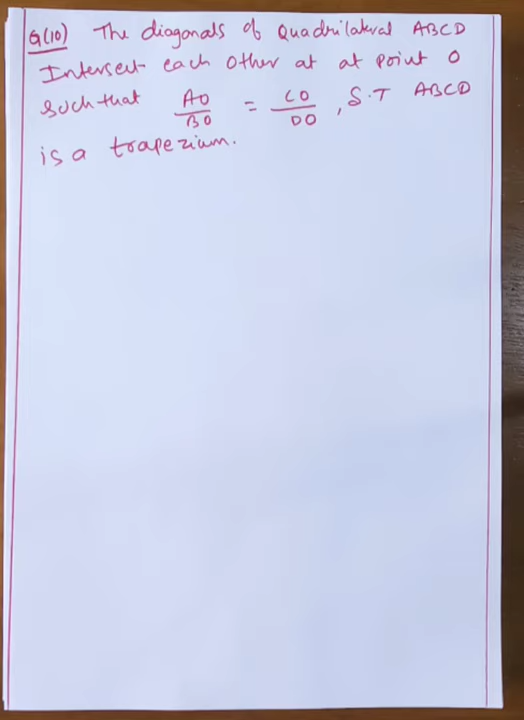 Q(10) The diagonals of Quadrilateral ABCD
Intersect each other at at point O
such that AO/BO = CO/DO, S.T ABCD
is a trapezium.